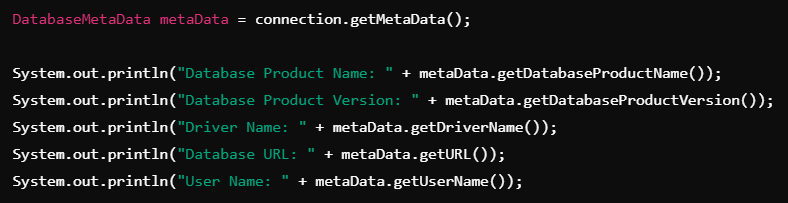 DatabaseMetaData metaData = connection.getMetaData();
System.out.println("Database Product Name: " + metaData.getDatabaseProductName());
System.out.println("Database Product Version: " + metaData.getDatabaseProductVersion());
System.out.println("Driver Name: " + metaData.getDriverName());
System.out.println("Database URL: " + metaData.getURL());
System.out.println("User Name: " + metaData.getUserName());